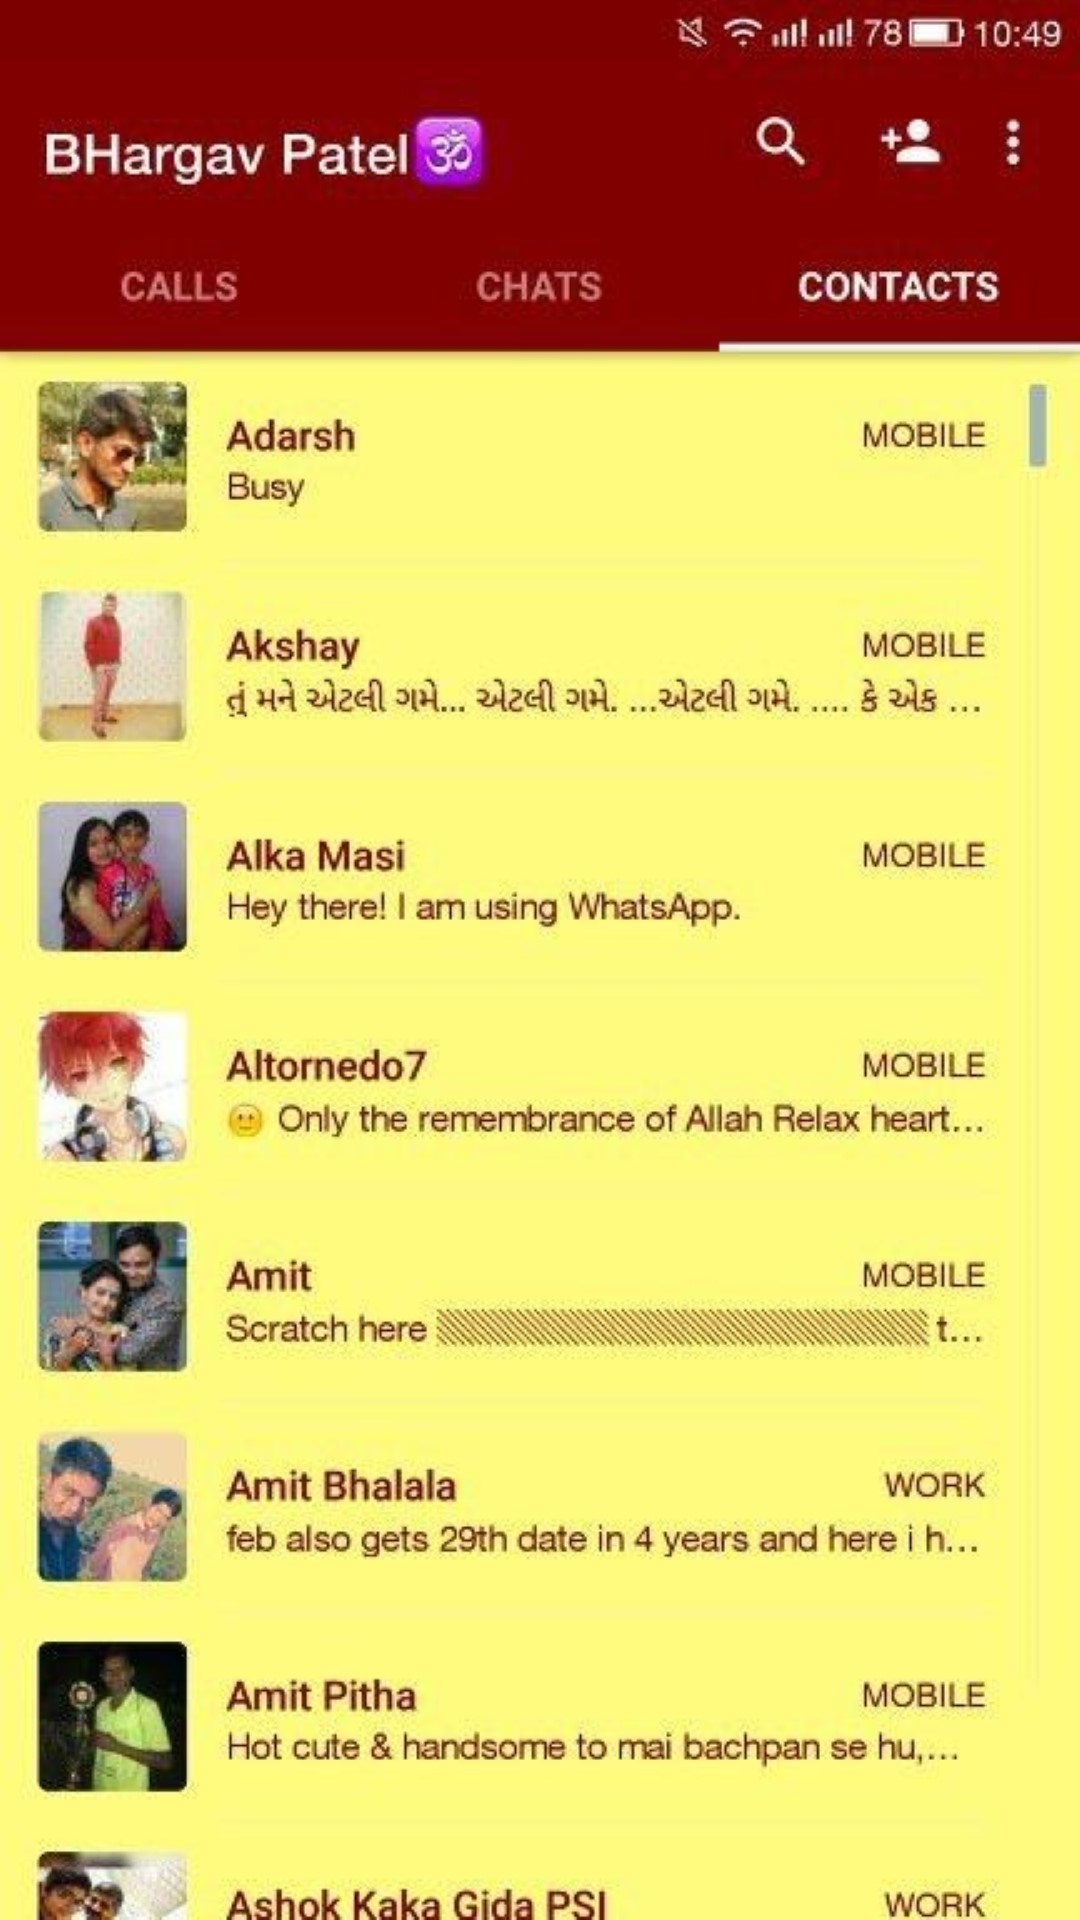 78 10:49
BHargav Patel🕉️
CALLS CHATS CONTACTS
Adarsh MOBILE
Busy
Akshay MOBILE
તું મને એટલી ગમે... એટલી ગમે. ...એટલી ગમે. .... કે એક ...
Alka Masi MOBILE
Hey there! I am using WhatsApp.
Altornedo7 MOBILE
😐 Only the remembrance of Allah Relax heart...
Amit MOBILE
Scratch here ▨▨▨▨▨▨▨▨▨▨▨▨▨ t...
Amit Bhalala WORK
feb also gets 29th date in 4 years and here i h...
Amit Pitha MOBILE
Hot cute & handsome to mai bachpan se hu,...
Ashok Kaka Gida PSI WORK